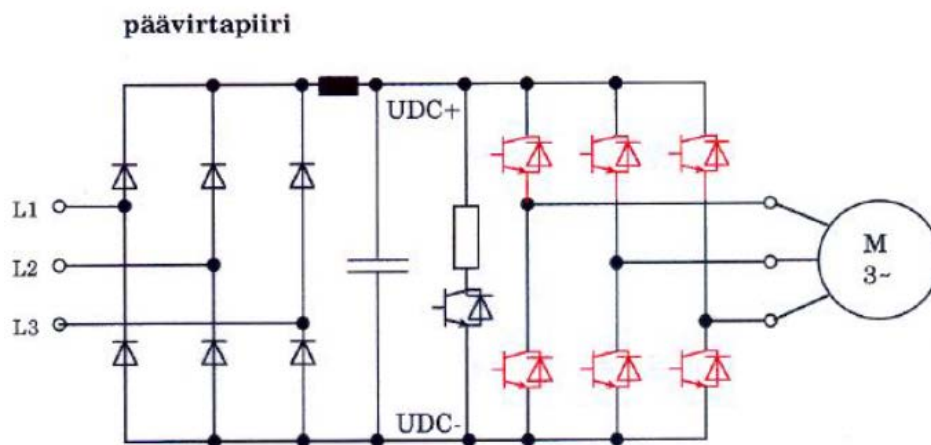 päävirtapiiri
UDC+
L1
L2
L3
M
3~
UDC-